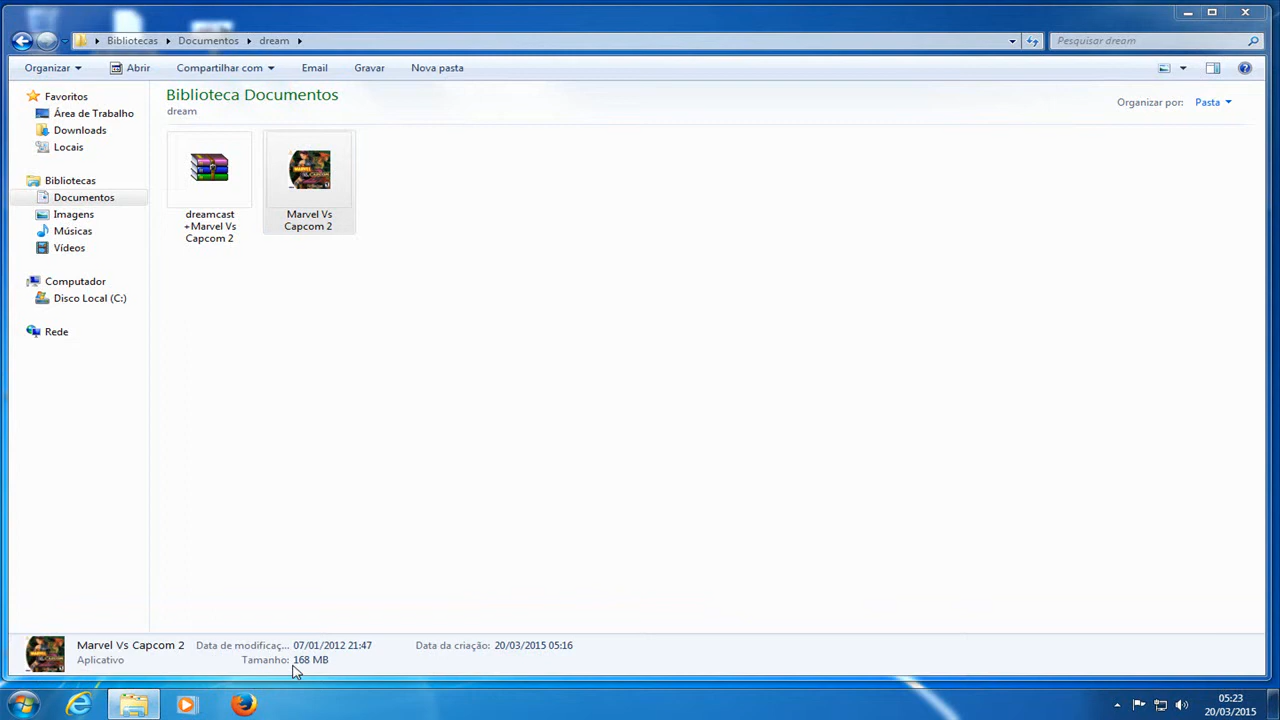 Bibliotecas Documentos dream Pesquisar dream
Organizar Abrir Compartilhar com Email Gravar Nova pasta
Favoritos
Área de Trabalho
Downloads
Locais
Bibliotecas
Documentos
Imagens
Músicas
Vídeos
Computador
Disco Local (C:)
Rede
Biblioteca Documentos
dream
Organizar por: Pasta
dreamcast
+Marvel Vs
Capcom 2
Marvel Vs
Capcom 2
Marvel Vs Capcom 2 Data de modificaç... 07/01/2012 21:47 Data da criação: 20/03/2015 05:16
Aplicativo Tamanho: 168 MB
05:23
20/03/2015